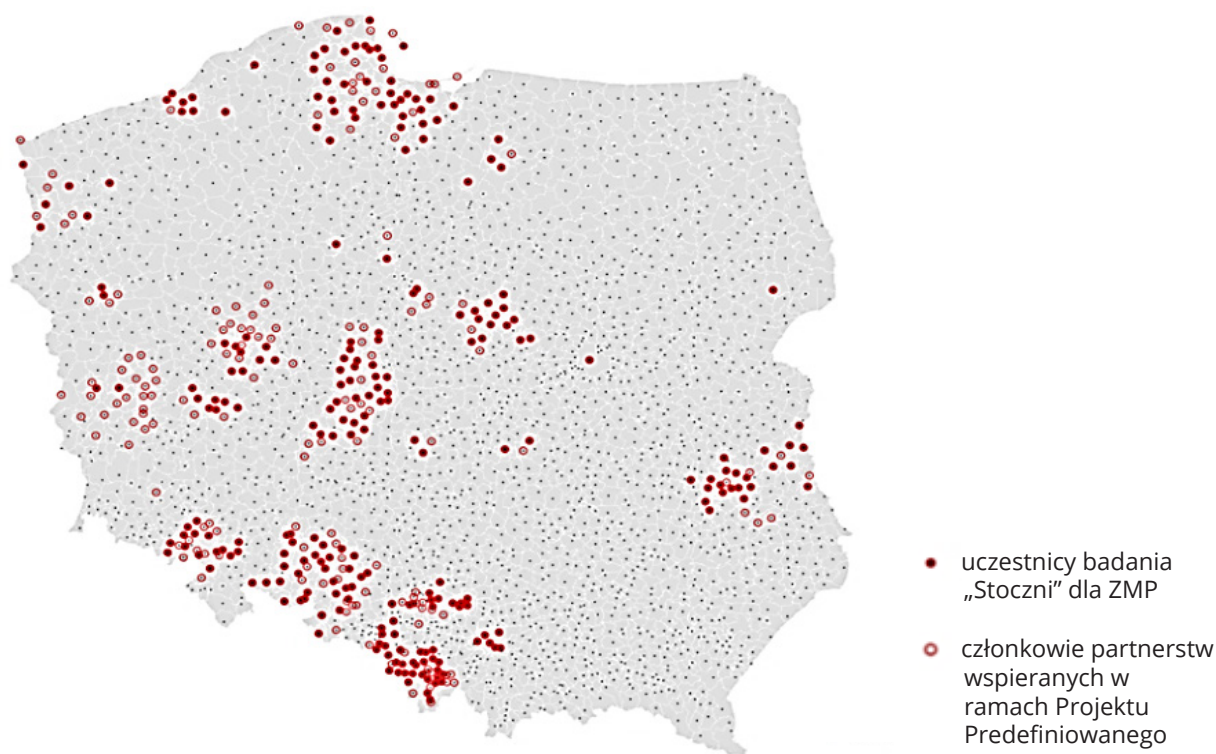 uczestnicy badania
„Stoczni” dla ZMP
członkowie partnerstw
wspieranych w
ramach Projektu
Predefiniowanego